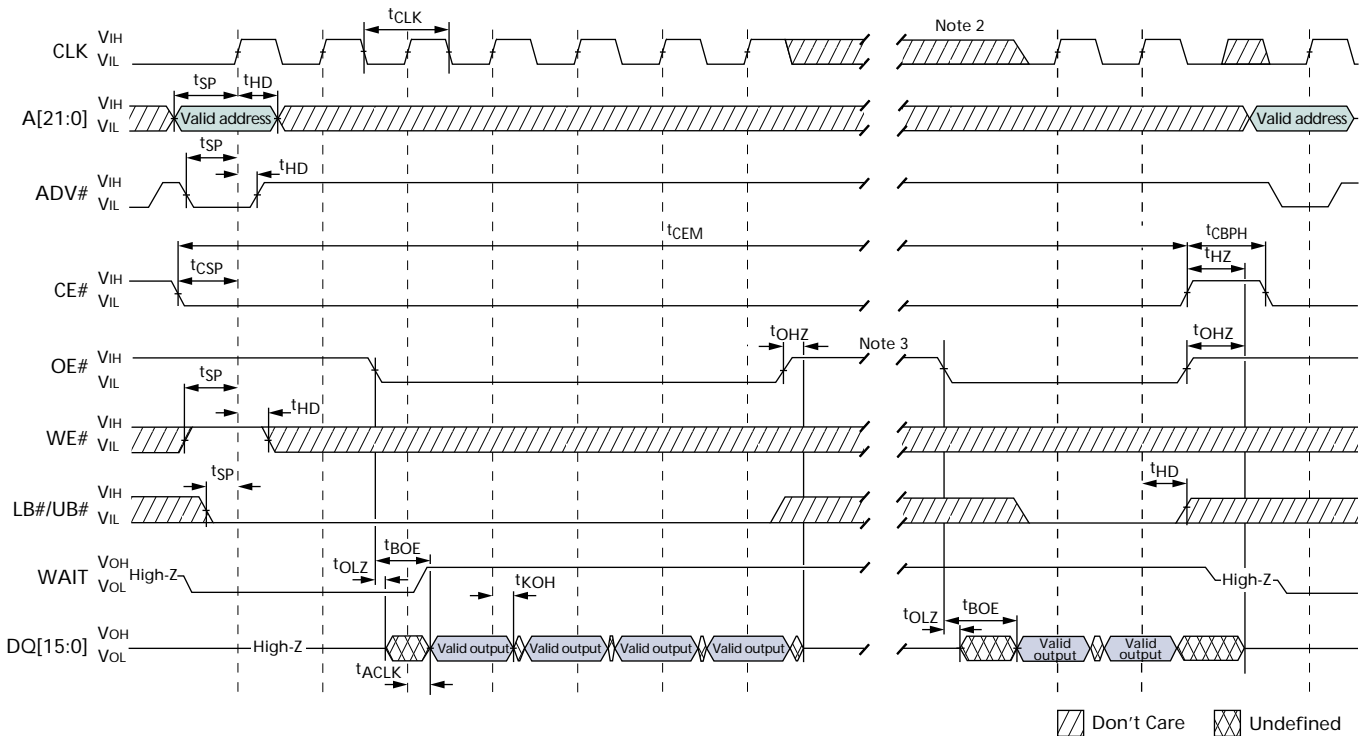 tCLK
Note 2
CLK VIH
VIL
tSP tHD
A[21:0] VIH
VIL
Valid address
Valid address
tSP
tHD
ADV# VIH
VIL
tCEM
tCBPH
tHZ
tCSP
CE# VIH
VIL
tOHZ
Note 3
tOHZ
OE# VIH
VIL
tSP
tHD
WE# VIH
VIL
tSP
tHD
LB#/UB# VIH
VIL
tBOE
tOLZ
tKOH
WAIT VOH
VOL
High-Z
High-Z
tOLZ
tBOE
DQ[15:0] VOH
VOL
High-Z
Valid output
Valid output
Valid output
Valid output
Valid
output
Valid
output
tACLK
Don't Care
Undefined